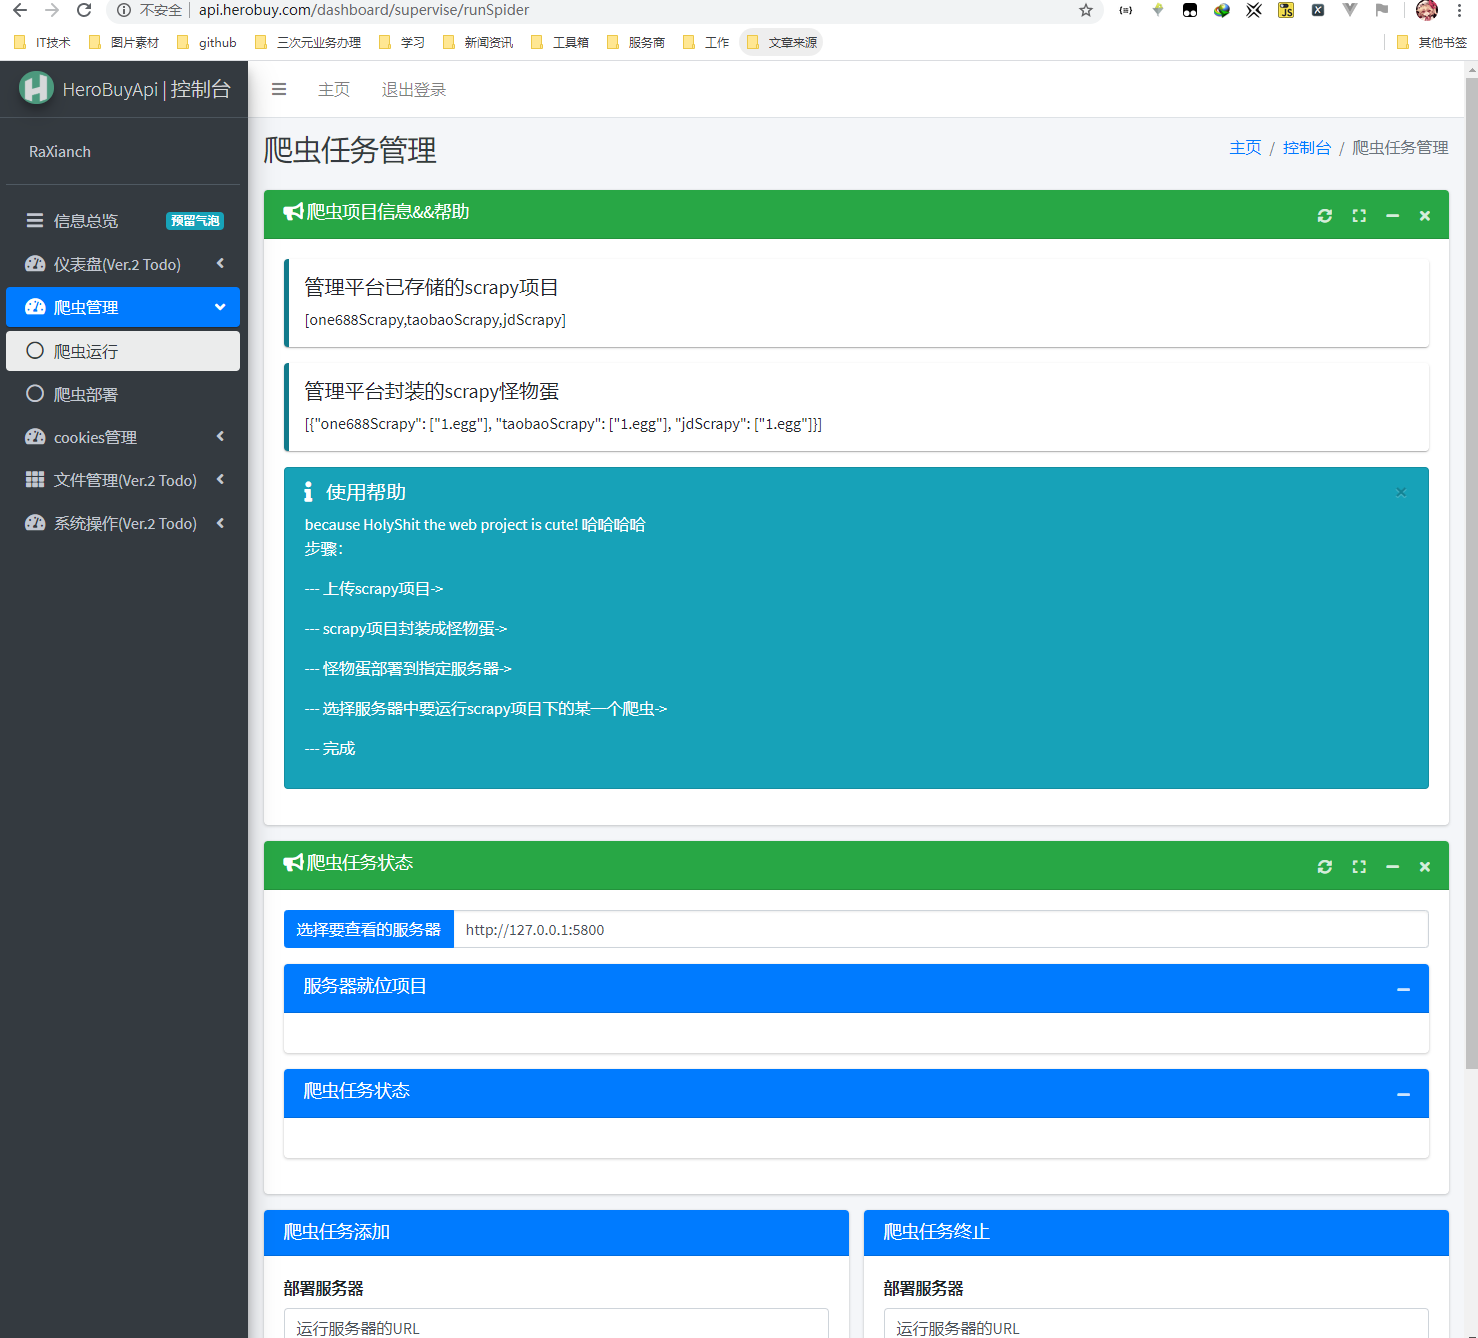 不安全 api.herobuy.com/dashboard/supervise/runSpider
IT技术 图片素材 github 三次元业务办理 学习 新闻资讯 工具箱 服务商 工作 文章来源 其他书签
HeroBuyApi | 控制台
主页 退出登录
RaXianch
信息总览 预留气泡
仪表盘(Ver.2 Todo)
爬虫管理
爬虫运行
爬虫部署
cookies管理
文件管理(Ver.2 Todo)
系统操作(Ver.2 Todo)
爬虫任务管理
主页 / 控制台 / 爬虫任务管理
爬虫项目信息&&帮助
管理平台已存储的scrapy项目
[one688Scrapy,taobaoScrapy,jdScrapy]
管理平台封装的scrapy怪物蛋
[{"one688Scrapy": ["1.egg"], "taobaoScrapy": ["1.egg"], "jdScrapy": ["1.egg"]}]
使用帮助
because HolyShit the web project is cute! 哈哈哈哈
步骤：
--- 上传scrapy项目->
--- scrapy项目封装成怪物蛋->
--- 怪物蛋部署到指定服务器->
--- 选择服务器中要运行scrapy项目下的某一个爬虫->
--- 完成
爬虫任务状态
选择要查看的服务器 http://127.0.0.1:5800
服务器就位项目
爬虫任务状态
爬虫任务添加
部署服务器
运行服务器的URL
爬虫任务终止
部署服务器
运行服务器的URL